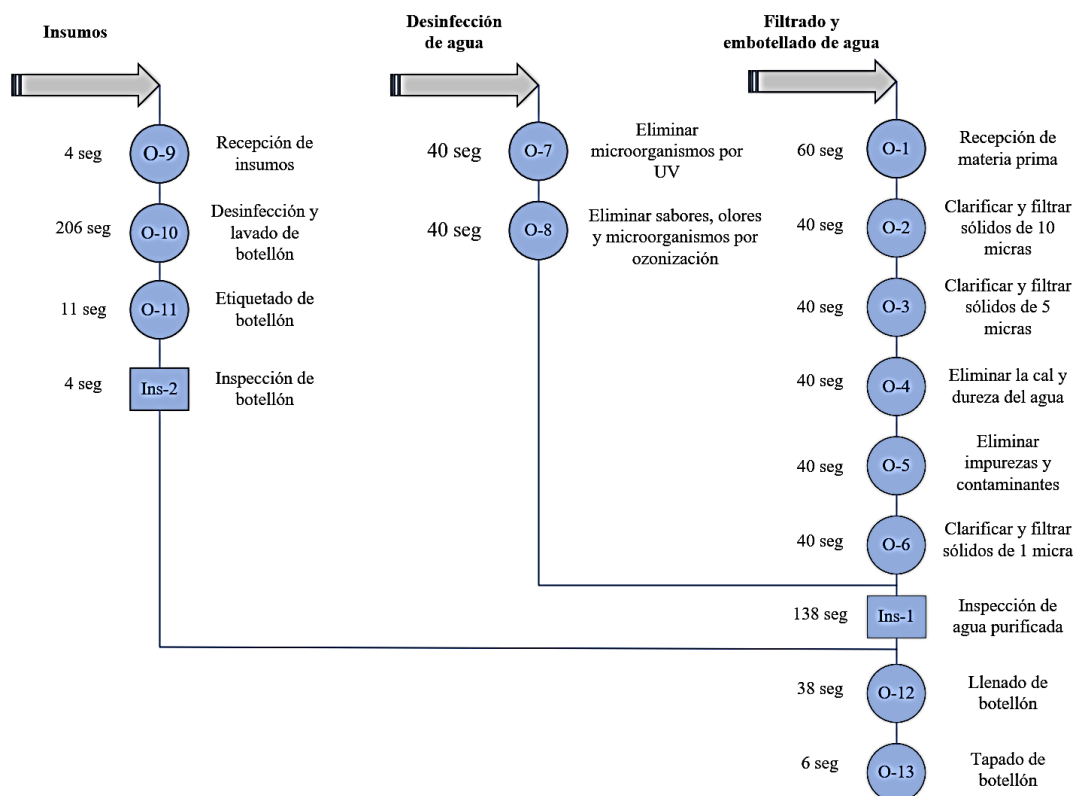 Insumos
4 seg
O-9
Recepción de
insumos
206 seg
O-10
Desinfección y
lavado de
botellón
11 seg
O-11
Etiquetado de
botellón
4 seg
Ins-2
Inspección de
botellón
Desinfección
de agua
40 seg
O-7
Eliminar
microorganismos por
UV
40 seg
O-8
Eliminar sabores, olores
y microorganismos por
ozonización
Filtrado y
embotellado de agua
60 seg
O-1
Recepción de
materia prima
40 seg
O-2
Clarificar y filtrar
sólidos de 10
micras
40 seg
O-3
Clarificar y filtrar
sólidos de 5
micras
40 seg
O-4
Eliminar la cal y
dureza del agua
40 seg
O-5
Eliminar
impurezas y
contaminantes
40 seg
O-6
Clarificar y filtrar
sólidos de 1 micra
138 seg
Ins-1
Inspección de
agua purificada
38 seg
O-12
Llenado de
botellón
6 seg
O-13
Tapado de
botellón